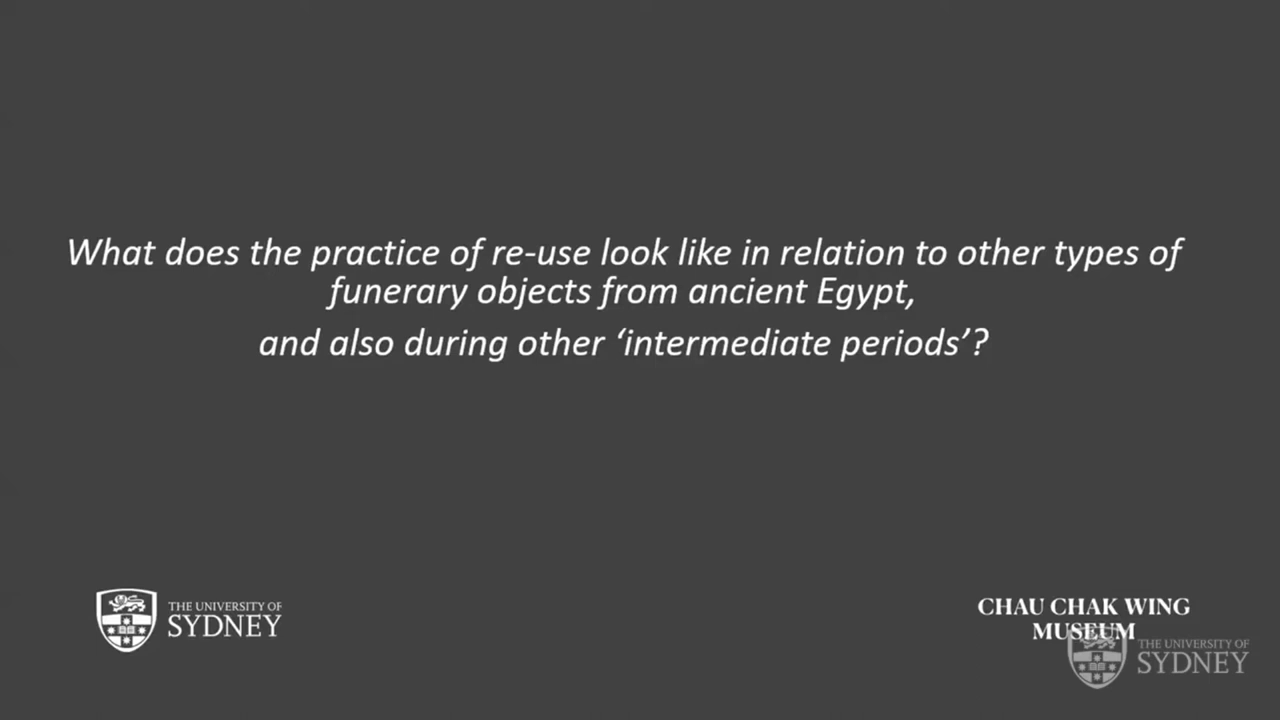 What does the practice of re-use look like in relation to other types of
funerary objects from ancient Egypt,
and also during other ‘intermediate periods’?
THE UNIVERSITY OF
SYDNEY
CHAU CHAK WING
MUSEUM
THE UNIVERSITY OF
SYDNEY